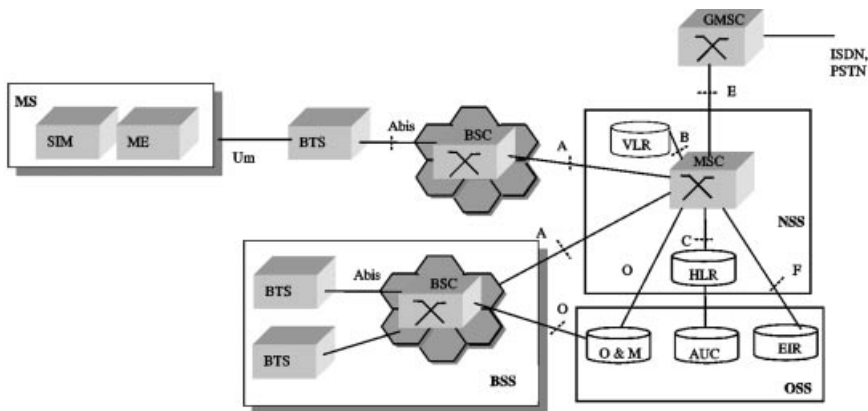 GMSC
ISDN,
PSTN
E
MS
SIM
ME
Um
BTS
Abis
BSC
A
VLR
B
MSC
NSS
A
C
HLR
O
F
BTS
Abis
BSC
BTS
BSS
O
O & M
AUC
EIR
OSS